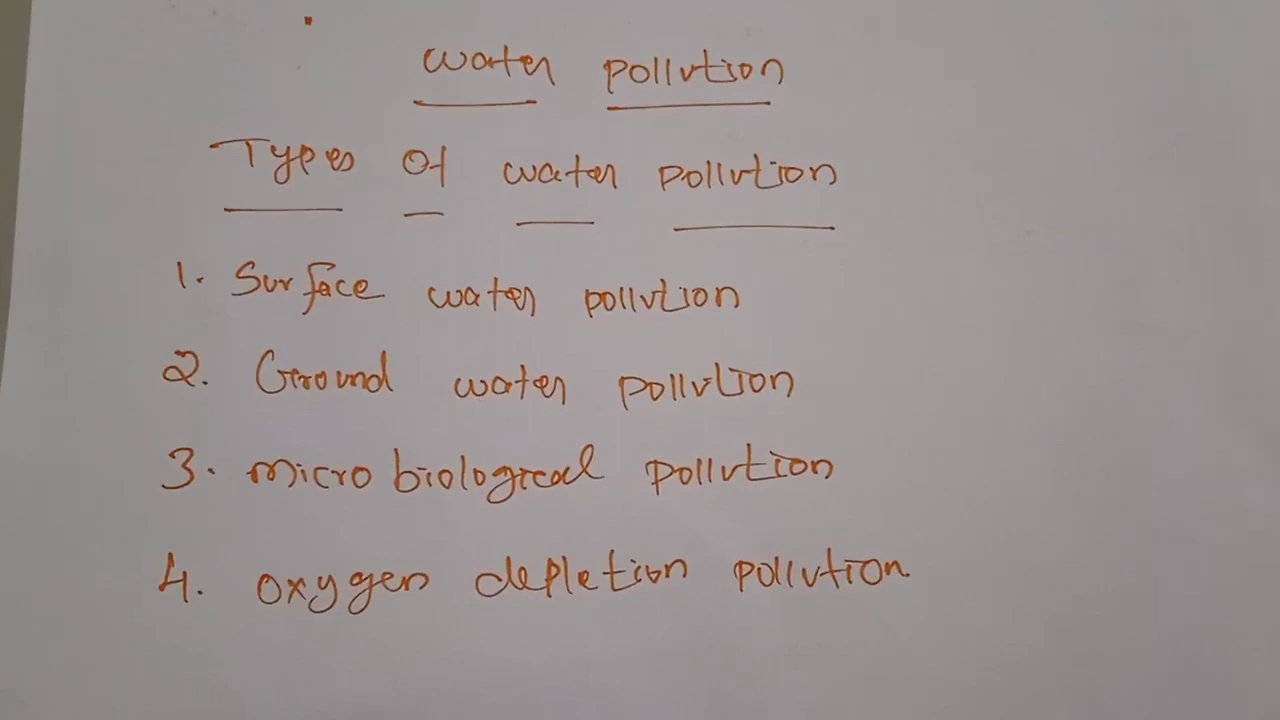 water pollution
Types Of water pollution
1. Surface water pollution
2. Ground water pollution
3. micro biological pollution
4. oxygen depletion pollution